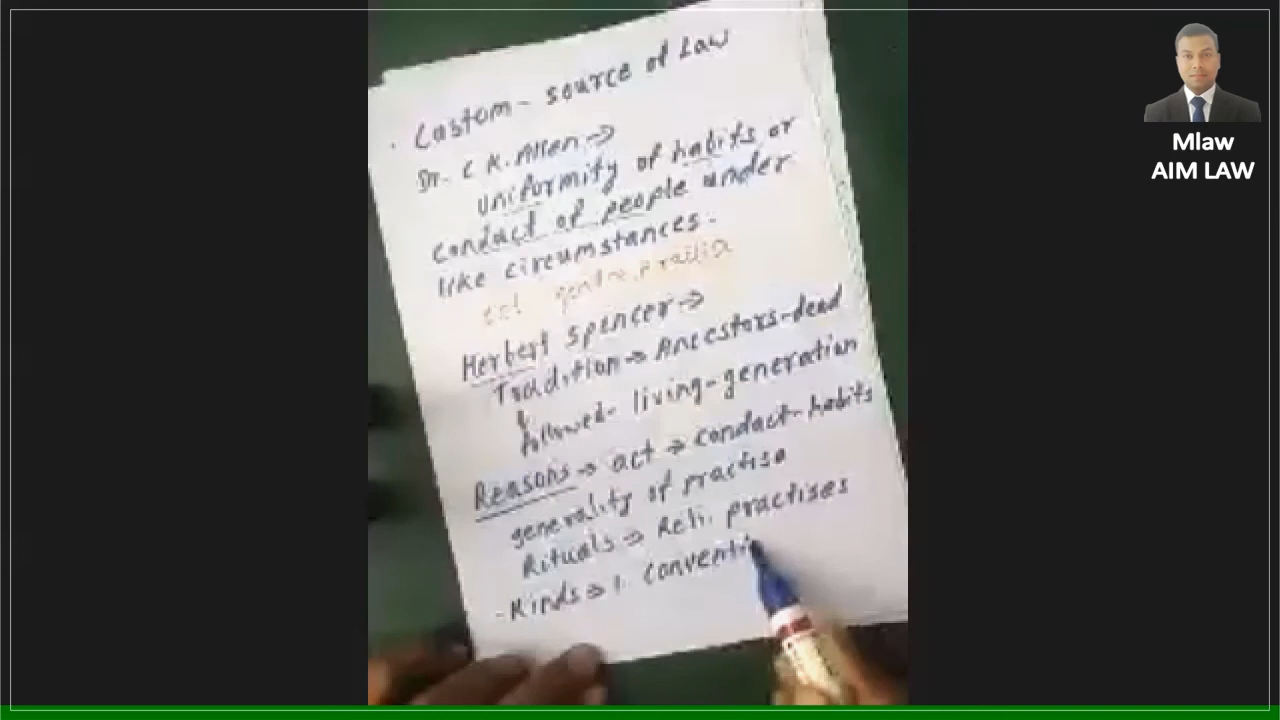 Custom - source of Law
Dr. C K. Allen →
uniformity of habits or
conduct of people under
like circumstances.
Herbert Spencer →
Tradition → Ancestors-dead
followed- living-generation
Reasons → act → conduct-habits
generality of practise
Rituals → Reli. practises
-Kinds → 1. Conventi
Mlaw
AIM LAW